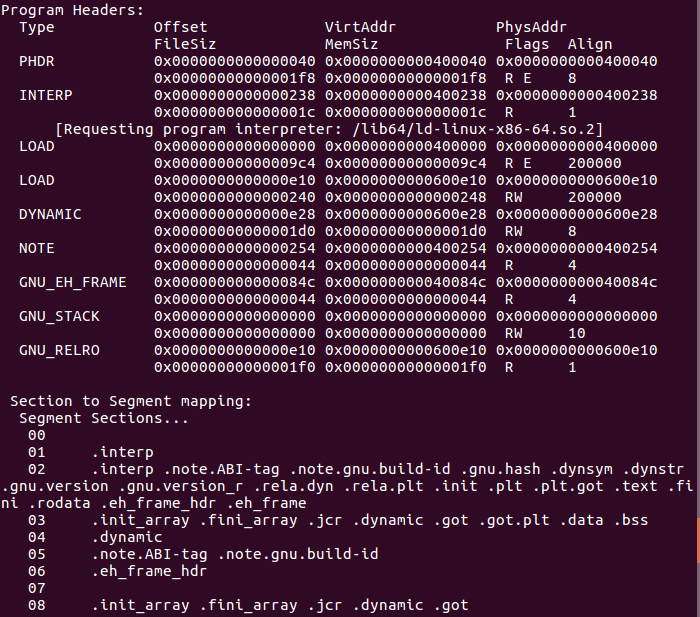 Program Headers:
  Type           Offset             VirtAddr           PhysAddr
                 FileSiz            MemSiz              Flags  Align
  PHDR           0x0000000000000040 0x0000000000400040 0x0000000000400040
                 0x00000000000001f8 0x00000000000001f8  R E    8
  INTERP         0x0000000000000238 0x0000000000400238 0x0000000000400238
                 0x000000000000001c 0x000000000000001c  R      1
      [Requesting program interpreter: /lib64/ld-linux-x86-64.so.2]
  LOAD           0x0000000000000000 0x0000000000400000 0x0000000000400000
                 0x00000000000009c4 0x00000000000009c4  R E    200000
  LOAD           0x0000000000000e10 0x0000000000600e10 0x0000000000600e10
                 0x0000000000000240 0x0000000000000248  RW     200000
  DYNAMIC        0x0000000000000e28 0x0000000000600e28 0x0000000000600e28
                 0x00000000000001d0 0x00000000000001d0  RW     8
  NOTE           0x0000000000000254 0x0000000000400254 0x0000000000400254
                 0x0000000000000044 0x0000000000000044  R      4
  GNU_EH_FRAME   0x000000000000084c 0x000000000040084c 0x000000000040084c
                 0x0000000000000044 0x0000000000000044  R      4
  GNU_STACK      0x0000000000000000 0x0000000000000000 0x0000000000000000
                 0x0000000000000000 0x0000000000000000  RW     10
  GNU_RELRO      0x0000000000000e10 0x0000000000600e10 0x0000000000600e10
                 0x00000000000001f0 0x00000000000001f0  R      1

 Section to Segment mapping:
  Segment Sections...
   00
   01     .interp
   02     .interp .note.ABI-tag .note.gnu.build-id .gnu.hash .dynsym .dynstr
.gnu.version .gnu.version_r .rela.dyn .rela.plt .init .plt .plt.got .text .fi
ni .rodata .eh_frame_hdr .eh_frame
   03     .init_array .fini_array .jcr .dynamic .got .got.plt .data .bss
   04     .dynamic
   05     .note.ABI-tag .note.gnu.build-id
   06     .eh_frame_hdr
   07
   08     .init_array .fini_array .jcr .dynamic .got